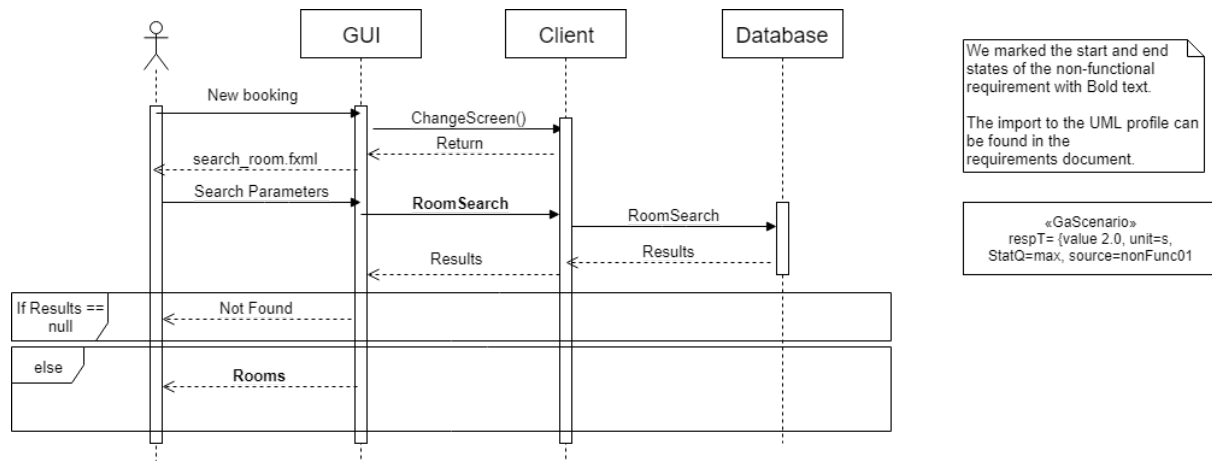 GUI
Client
Database
New booking
ChangeScreen()
Return
search_room.fxml
Search Parameters
RoomSearch
RoomSearch
Results
Results
If Results ==
null
Not Found
else
Rooms
We marked the start and end
states of the non-functional
requirement with Bold text.
The import to the UML profile can
be found in the
requirements document.
«GaScenario»
respT= {value 2.0, unit=s,
StatQ=max, source=nonFunc01